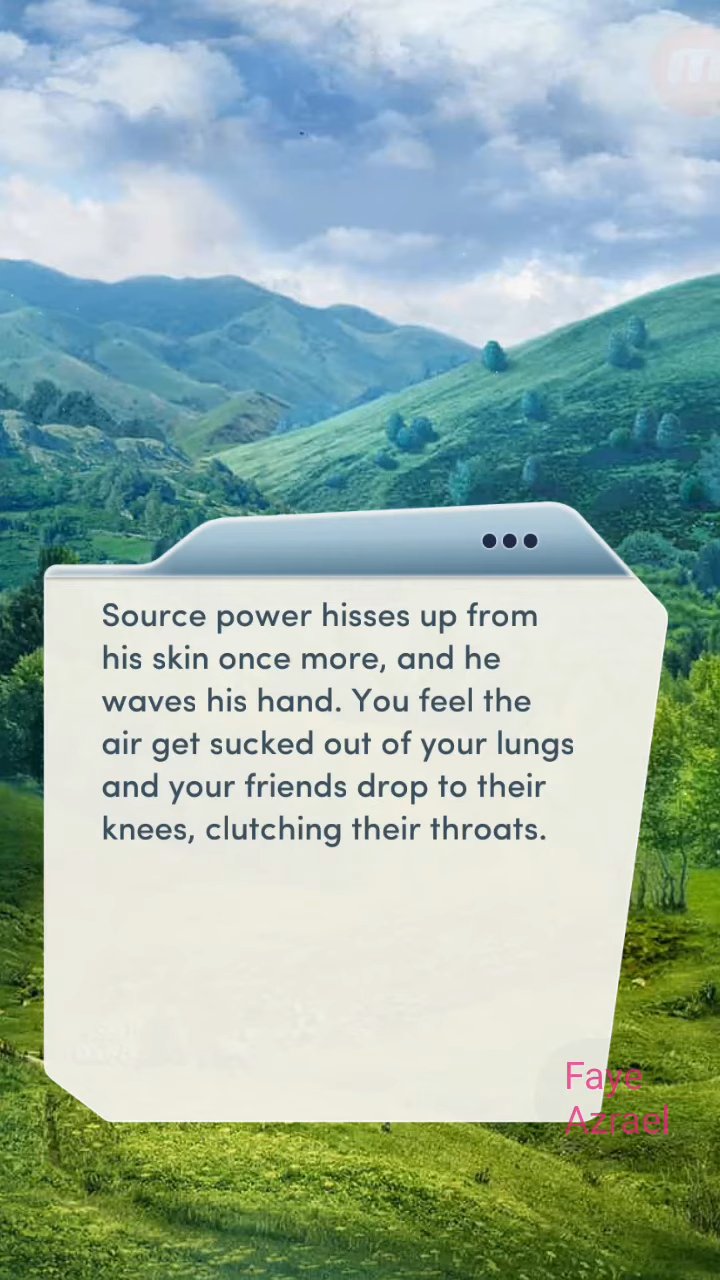 Source power hisses up from
his skin once more, and he
waves his hand. You feel the
air get sucked out of your lungs
and your friends drop to their
knees, clutching their throats.
Faye
Azrael